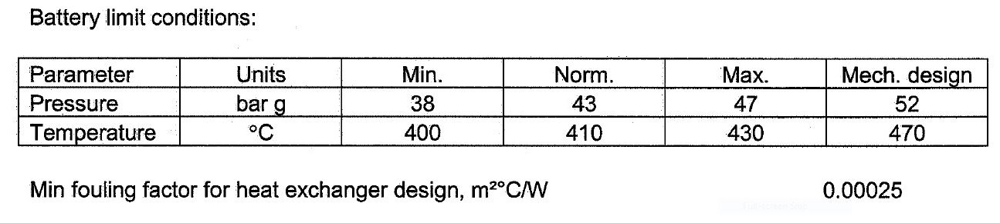 Battery limit conditions:
Parameter Units Min. Norm. Max. Mech. design
Pressure bar g 38 43 47 52
Temperature °C 400 410 430 470
Min fouling factor for heat exchanger design, m²°C/W 0.00025